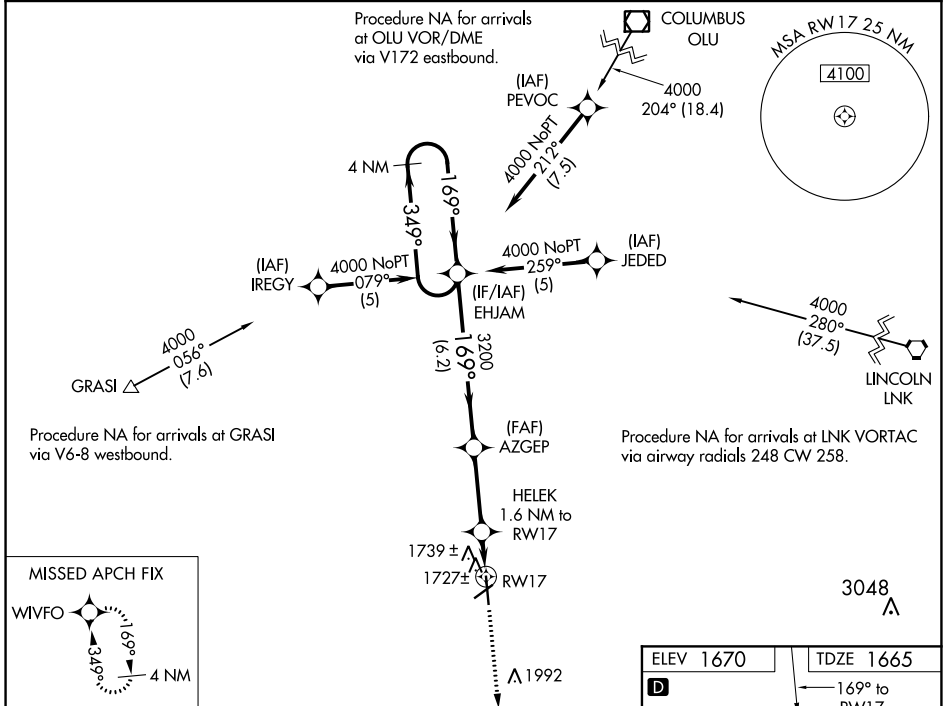 Procedure NA for arrivals
at OLU VOR/DME
via V172 eastbound.
COLUMBUS
OLU
MSA RW17 25 NM
4100
(IAF)
PEVOC
4000
204° (18.4)
4000 NoPT
212°
(7.5)
4 NM
169°
349°
(IAF)
IREGY
4000 NoPT
079°
(5)
4000 NoPT
259°
(5)
(IAF)
JEDED
(IF/IAF)
EHJAM
4000
056°
(7.6)
GRASI
3200
169°
(6.2)
4000
280°
(37.5)
LINCOLN
LNK
Procedure NA for arrivals at GRASI
via V6-8 westbound.
(FAF)
AZGEP
Procedure NA for arrivals at LNK VORTAC
via airway radials 248 CW 258.
HELEK
1.6 NM to
RW17
1739 ±
1727±
RW17
MISSED APCH FIX
WIVFO
169°
349°
4 NM
3048
1992
ELEV 1670
TDZE 1665
D
169° to
RW17